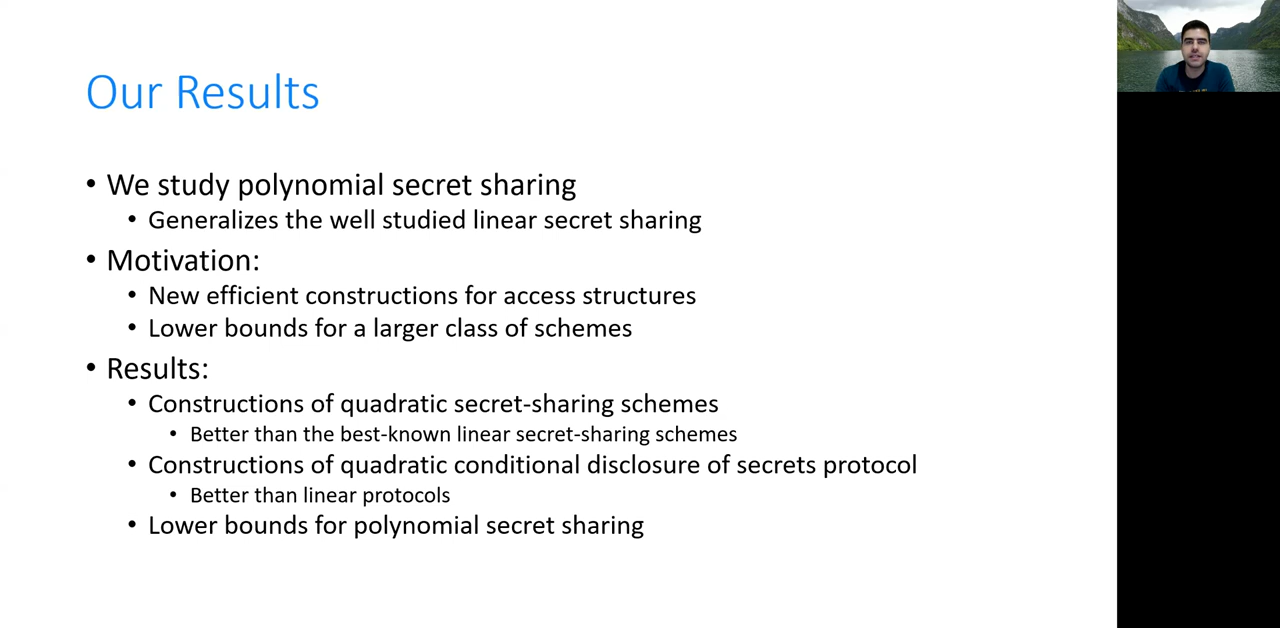 Our Results
• We study polynomial secret sharing
• Generalizes the well studied linear secret sharing
• Motivation:
• New efficient constructions for access structures
• Lower bounds for a larger class of schemes
• Results:
• Constructions of quadratic secret-sharing schemes
• Better than the best-known linear secret-sharing schemes
• Constructions of quadratic conditional disclosure of secrets protocol
• Better than linear protocols
• Lower bounds for polynomial secret sharing